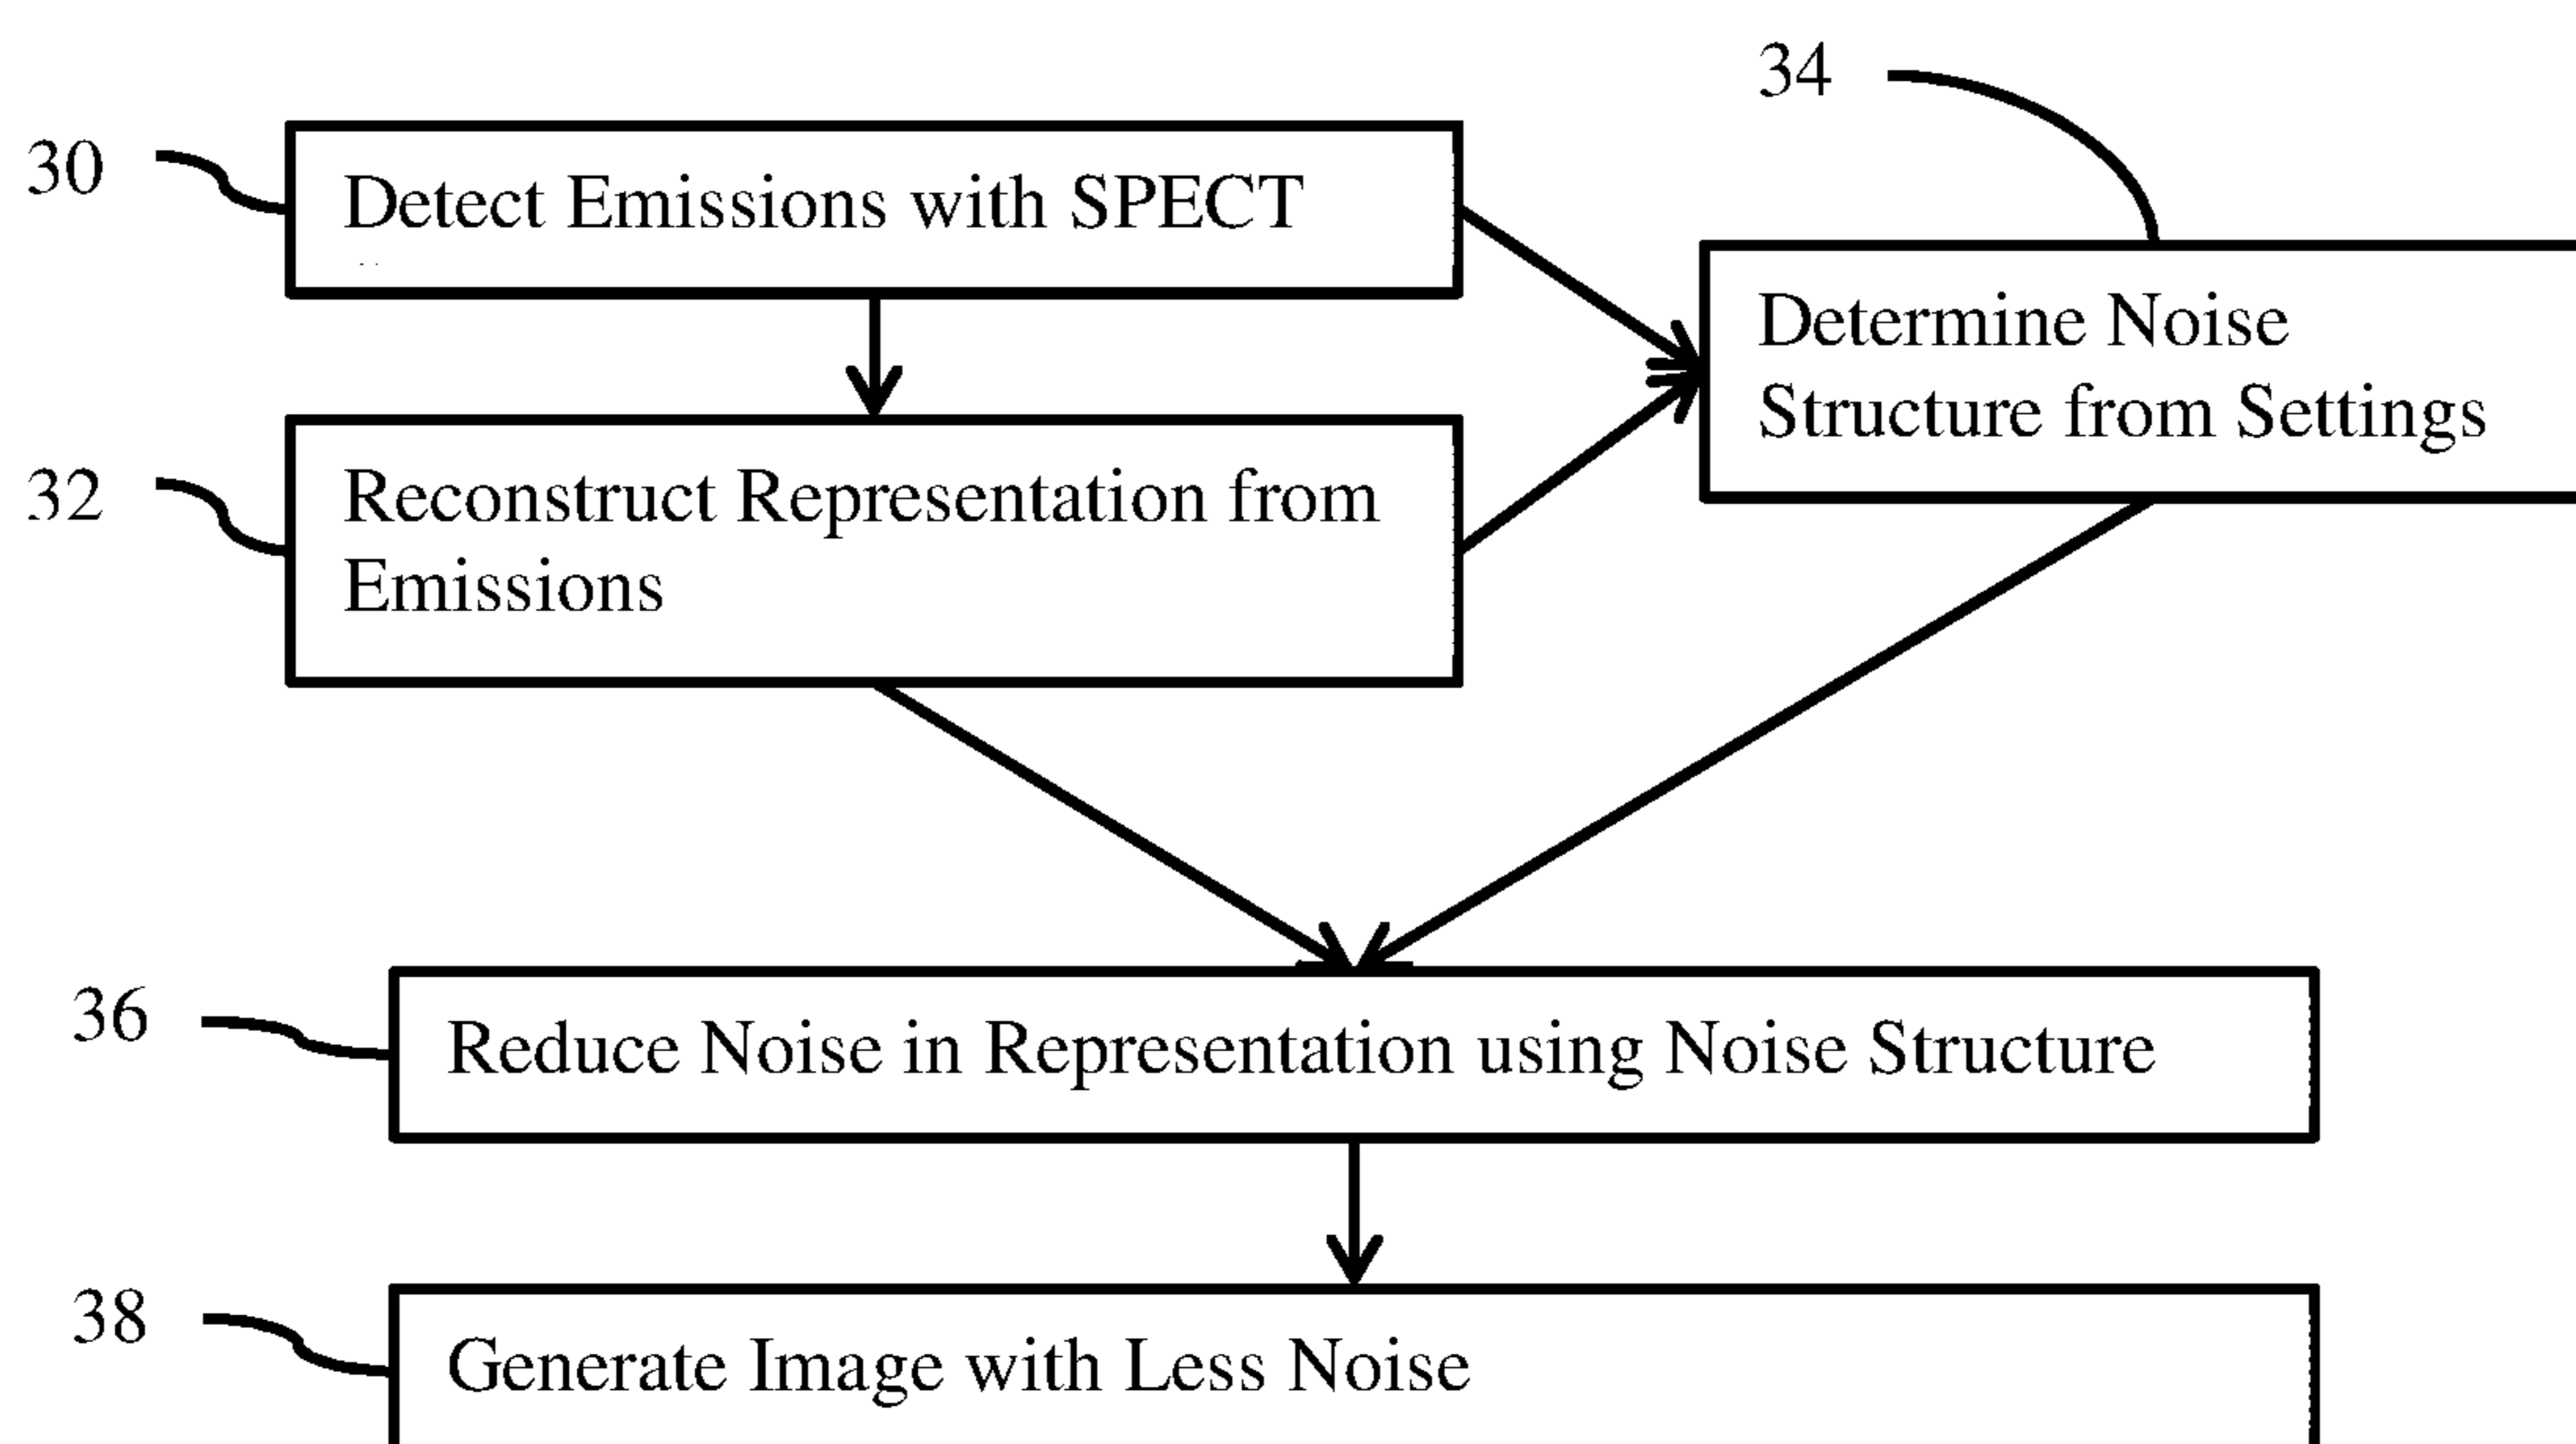 34
30
Detect Emissions with SPECT
Determine Noise
Structure from Settings
32
Reconstruct Representation from
Emissions
36
Reduce Noise in Representation using Noise Structure
38
Generate Image with Less Noise